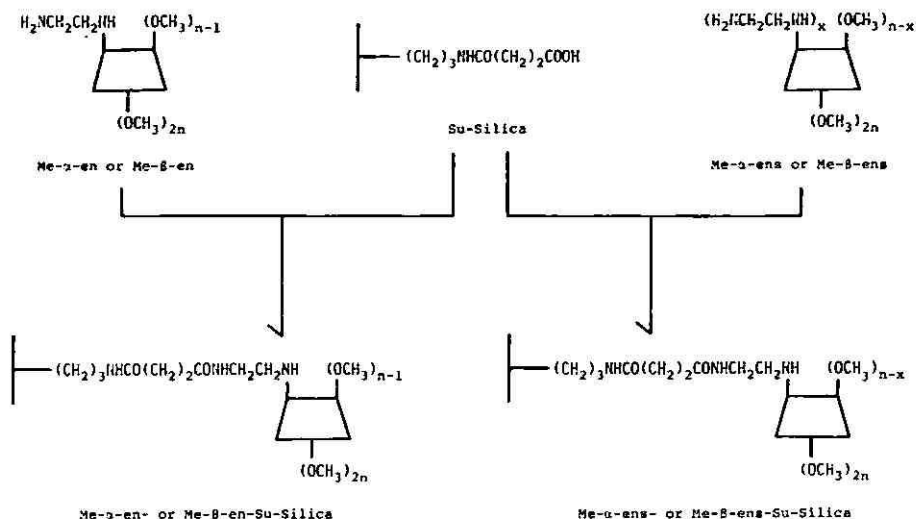 H₂NCH₂CH₂NH (OCH₃)ₙ₋₁
(OCH₃)₂ₙ
Me-α-en or Me-β-en
(CH₂)₃NHCO(CH₂)₂COOH
Su-Silica
(H₂NCH₂CH₂NH)ₓ (OCH₃)ₙ₋ₓ
(OCH₃)₂ₙ
Me-α-ens or Me-β-ens
(CH₂)₃NHCO(CH₂)₂CONHCH₂CH₂NH (OCH₃)ₙ₋₁
(OCH₃)₂ₙ
Me-α-en- or Me-β-en-Su-Silica
(CH₂)₃NHCO(CH₂)₂CONHCH₂CH₂NH (OCH₃)ₙ₋ₓ
(OCH₃)₂ₙ
Me-α-ens- or Me-β-ens-Su-Silica